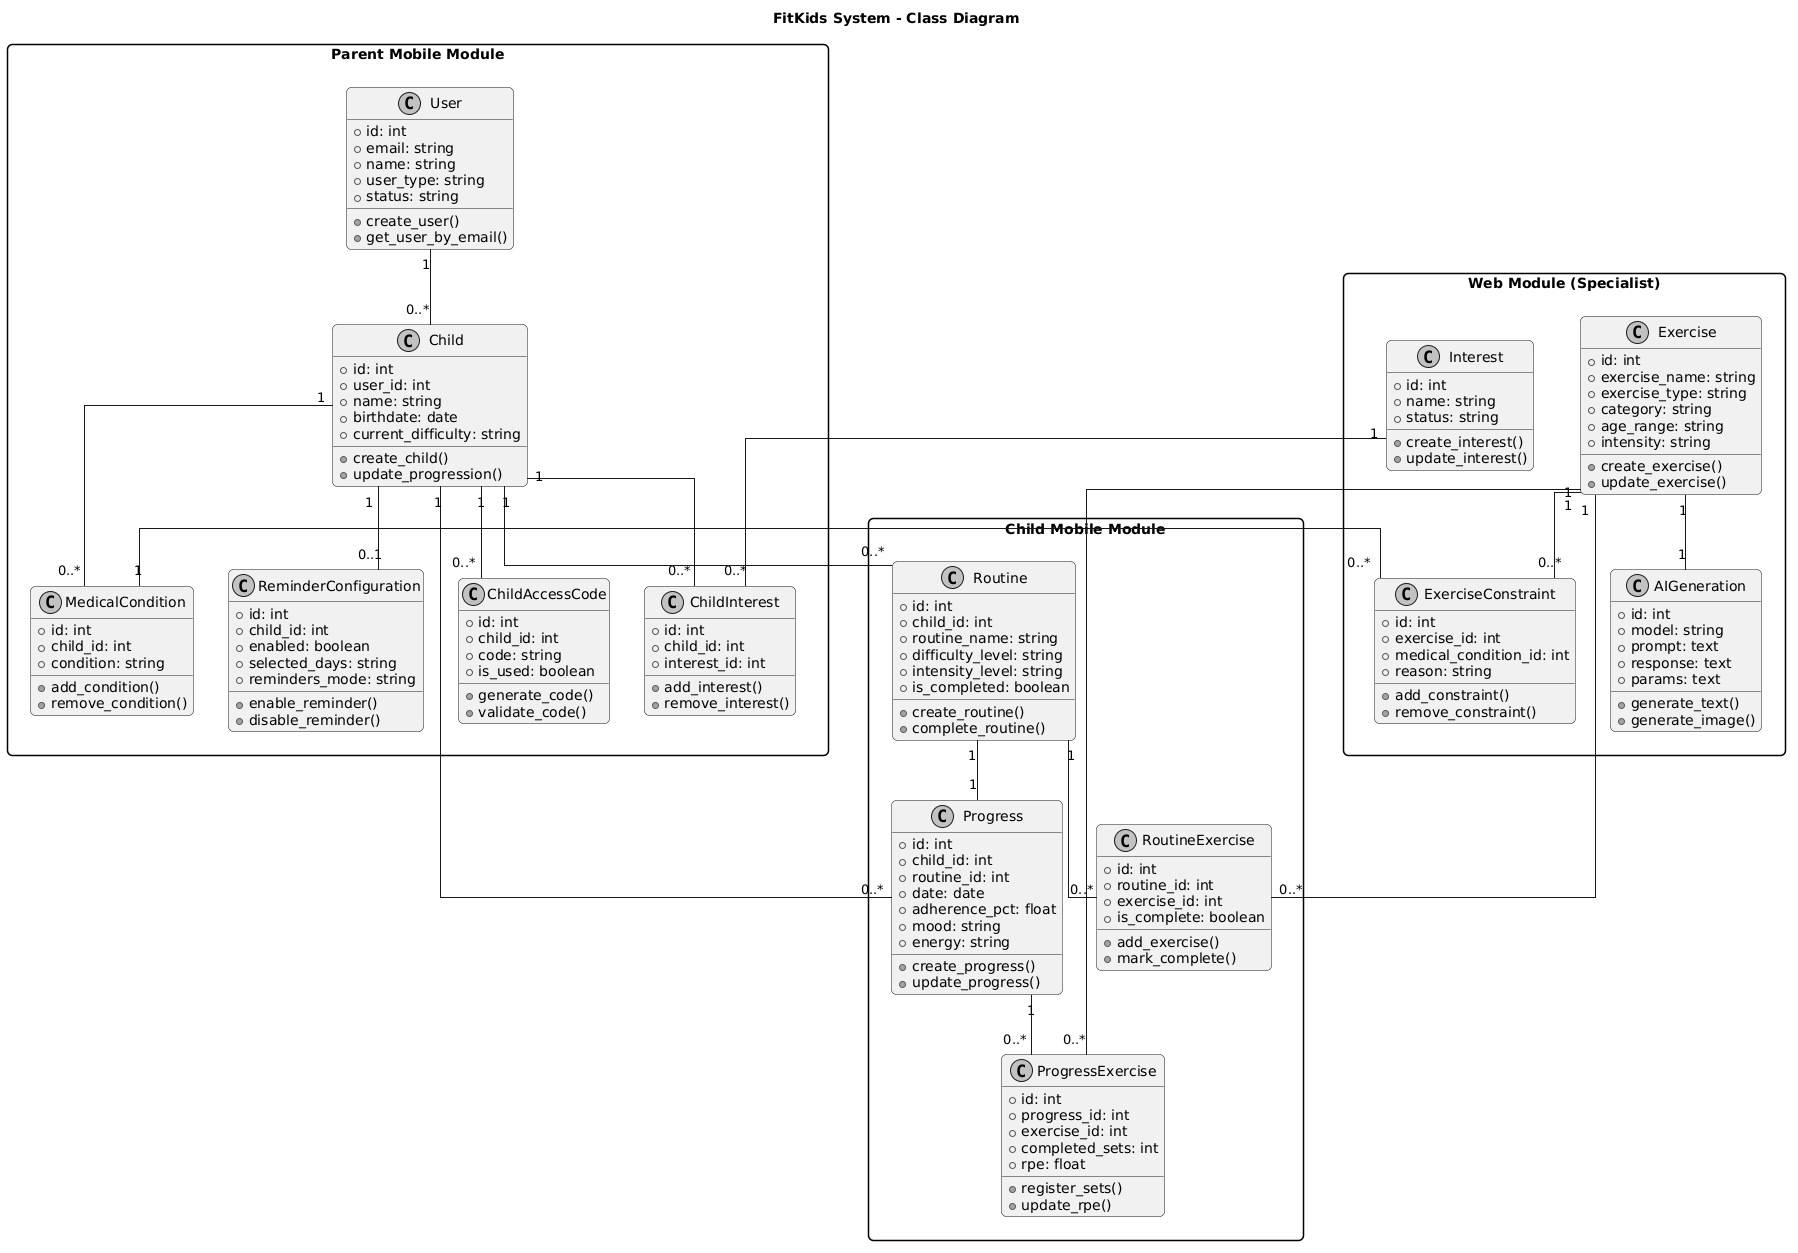 FitKids System - Class Diagram
Parent Mobile Module
C User
id: int
email: string
name: string
user_type: string
status: string
create_user()
get_user_by_email()
1
0..*
C Child
id: int
user_id: int
name: string
birthdate: date
current_difficulty: string
create_child()
update_progression()
1
1
1
1
1
1
0..*
1
0..1
0..*
0..*
0..*
C MedicalCondition
id: int
child_id: int
condition: string
add_condition()
remove_condition()
C ReminderConfiguration
id: int
child_id: int
enabled: boolean
selected_days: string
reminders_mode: string
enable_reminder()
disable_reminder()
C ChildAccessCode
id: int
child_id: int
code: string
is_used: boolean
generate_code()
validate_code()
C ChildInterest
id: int
child_id: int
interest_id: int
add_interest()
remove_interest()
Web Module (Specialist)
C Interest
id: int
name: string
status: string
create_interest()
update_interest()
1
C Exercise
id: int
exercise_name: string
exercise_type: string
category: string
age_range: string
intensity: string
create_exercise()
update_exercise()
1
1
1
1
0..*
0..*
1
C ExerciseConstraint
id: int
exercise_id: int
medical_condition_id: int
reason: string
add_constraint()
remove_constraint()
C AIGeneration
id: int
model: string
prompt: text
response: text
params: text
generate_text()
generate_image()
Child Mobile Module
0..*
C Routine
id: int
child_id: int
routine_name: string
difficulty_level: string
intensity_level: string
is_completed: boolean
create_routine()
complete_routine()
1
1
1
C Progress
id: int
child_id: int
routine_id: int
date: date
adherence_pct: float
mood: string
energy: string
create_progress()
update_progress()
0..*
0..*
0..*
C RoutineExercise
id: int
routine_id: int
exercise_id: int
is_complete: boolean
add_exercise()
mark_complete()
1
0..*
0..*
C ProgressExercise
id: int
progress_id: int
exercise_id: int
completed_sets: int
rpe: float
register_sets()
update_rpe()